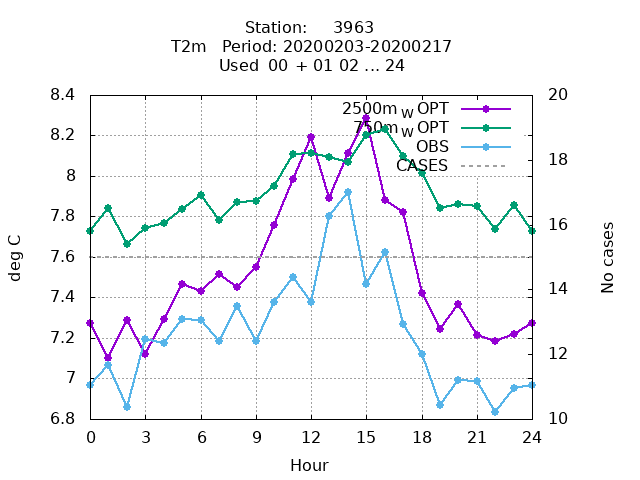 Station: 3963
T2m Period: 20200203-20200217
Used 00 + 01 02 ... 24
8.4
8.2
8
7.8
7.6
7.4
7.2
7
6.8
deg C
20
18
16
14
12
10
No cases
2500m_W OPT
750m_W OPT
OBS
CASES
0 3 6 9 12 15 18 21 24
Hour